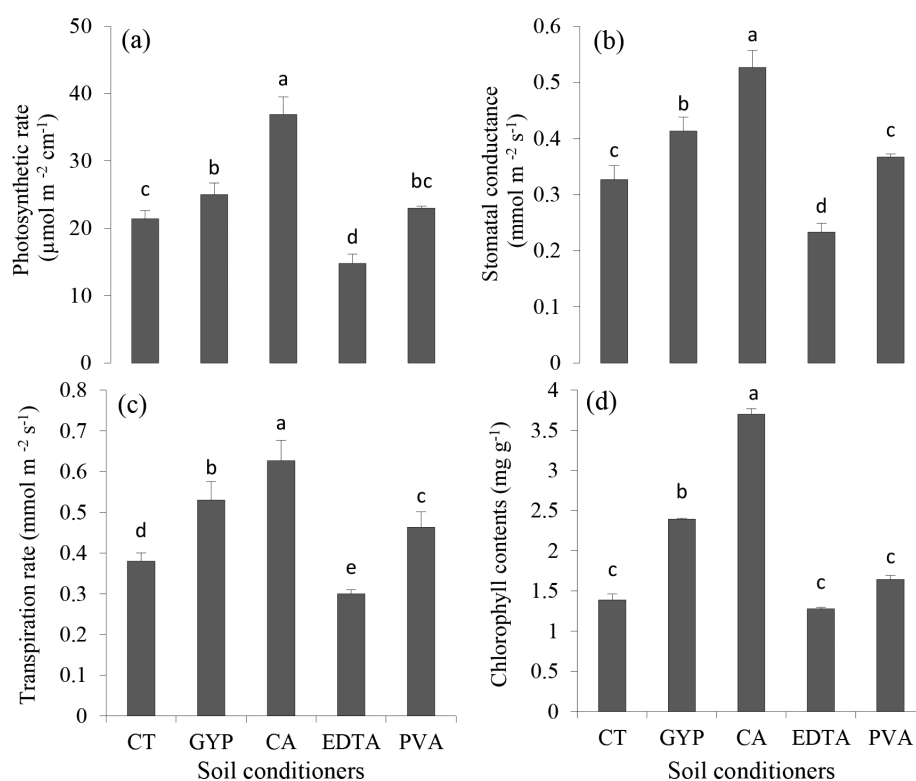 (a)
Photosynthetic rate
(µmol m -2 cm-1)
50
40
30
20
10
0
c
b
a
d
bc
(b)
Stomatal conductance
(mmol m -2 s-1)
0.6
0.5
0.4
0.3
0.2
0.1
0
c
b
a
d
c
(c)
Transpiration rate (mmol m -2 s-1)
0.8
0.7
0.6
0.5
0.4
0.3
0.2
0.1
0
d
b
a
e
c
CT GYP CA EDTA PVA
Soil conditioners
(d)
Chlorophyll contents (mg g-1)
4
3.5
3
2.5
2
1.5
1
0.5
0
c
b
a
c
c
CT GYP CA EDTA PVA
Soil conditioners